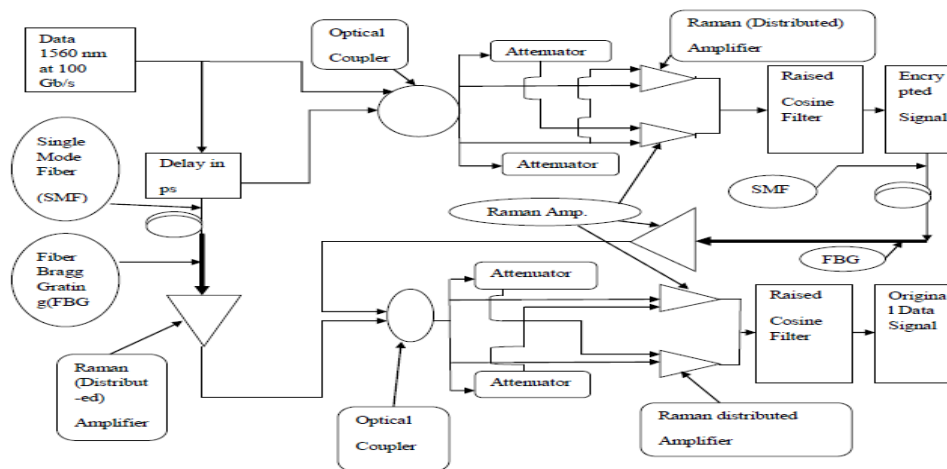 Data
1560 nm
at 100
Gb/s
Optical
Coupler
Attenuator
Raman (Distributed)
Amplifier
Raised
Cosine
Filter
Encry
pted
Signal
Single
Mode
Fiber
(SMF)
Delay in
ps
Attenuator
SMF
Raman Amp.
Fiber
Bragg
Gratin
g(FBG
FBG
Attenuator
Raised
Cosine
Filter
Origina
l Data
Signal
Raman
(Distribut
-ed)
Amplifier
Attenuator
Optical
Coupler
Raman distributed
Amplifier